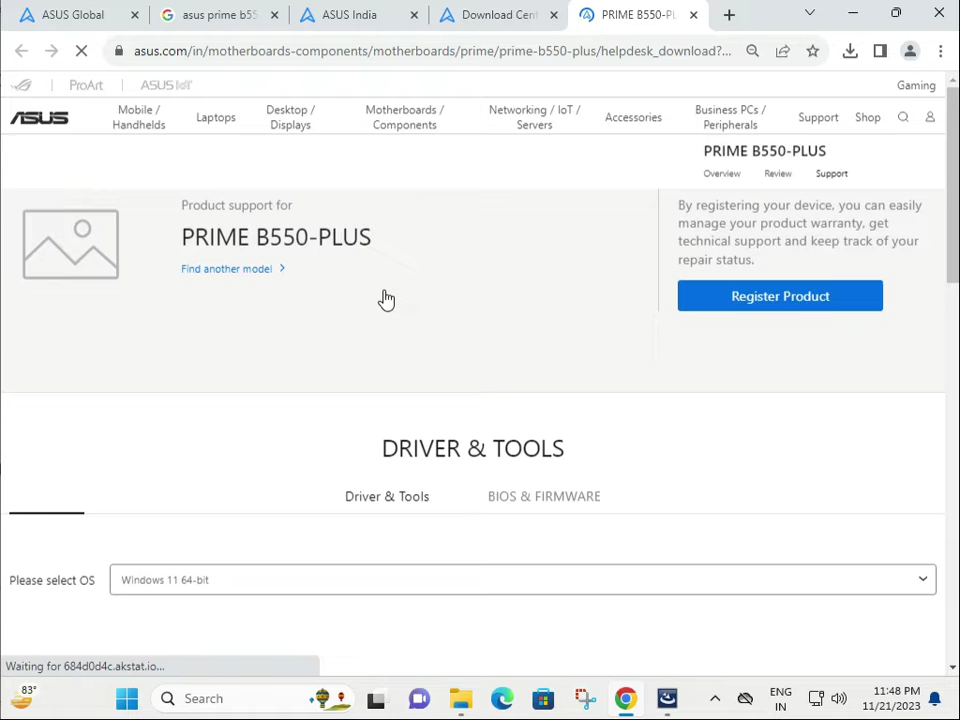 ASUS Global
asus prime b55
ASUS India
Download Cent
PRIME B550-PL
asus.com/in/motherboards-components/motherboards/prime/prime-b550-plus/helpdesk_download?...
ProArt
ASUS IoT
Gaming
ASUS
Mobile /
Handhelds
Laptops
Desktop /
Displays
Motherboards /
Components
Networking / IoT /
Servers
Accessories
Business PCs /
Peripherals
Support
Shop
PRIME B550-PLUS
Overview
Review
Support
Product support for
PRIME B550-PLUS
Find another model
By registering your device, you can easily
manage your product warranty, get
technical support and keep track of your
repair status.
Register Product
DRIVER & TOOLS
Driver & Tools
BIOS & FIRMWARE
Please select OS
Windows 11 64-bit
Waiting for 684d0d4c.akstat.io...
83°
Search
ENG
IN
11:48 PM
11/21/2023